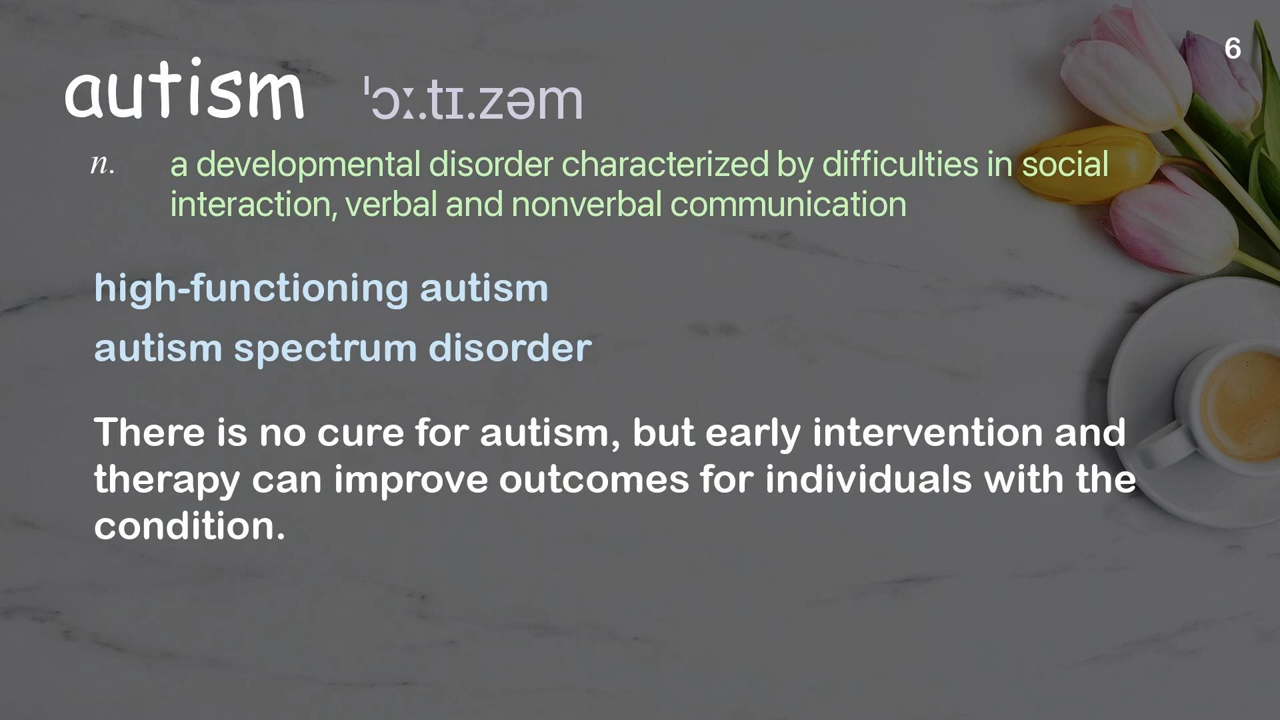 6
autism ˈɔː.tɪ.zəm
n. a developmental disorder characterized by difficulties in social
interaction, verbal and nonverbal communication
high-functioning autism
autism spectrum disorder
There is no cure for autism, but early intervention and
therapy can improve outcomes for individuals with the
condition.